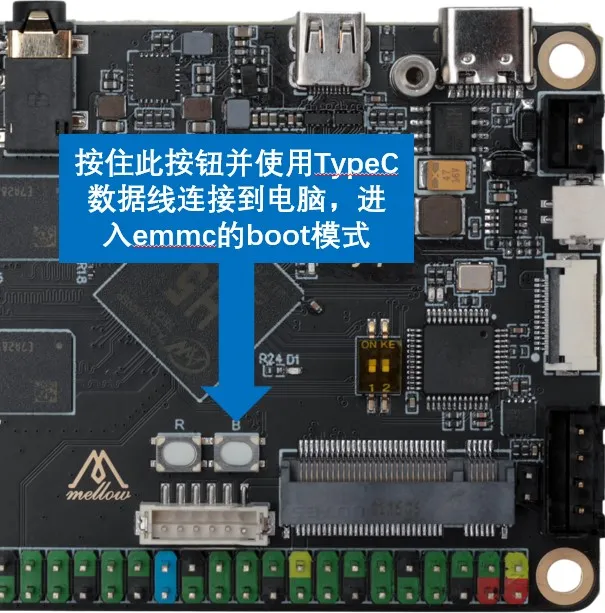 按住此按钮并使用TypeC
数据线连接到电脑，进
入emmc的boot模式
R18
H5
ON KE
R24 D1
1 2
R B
mellow